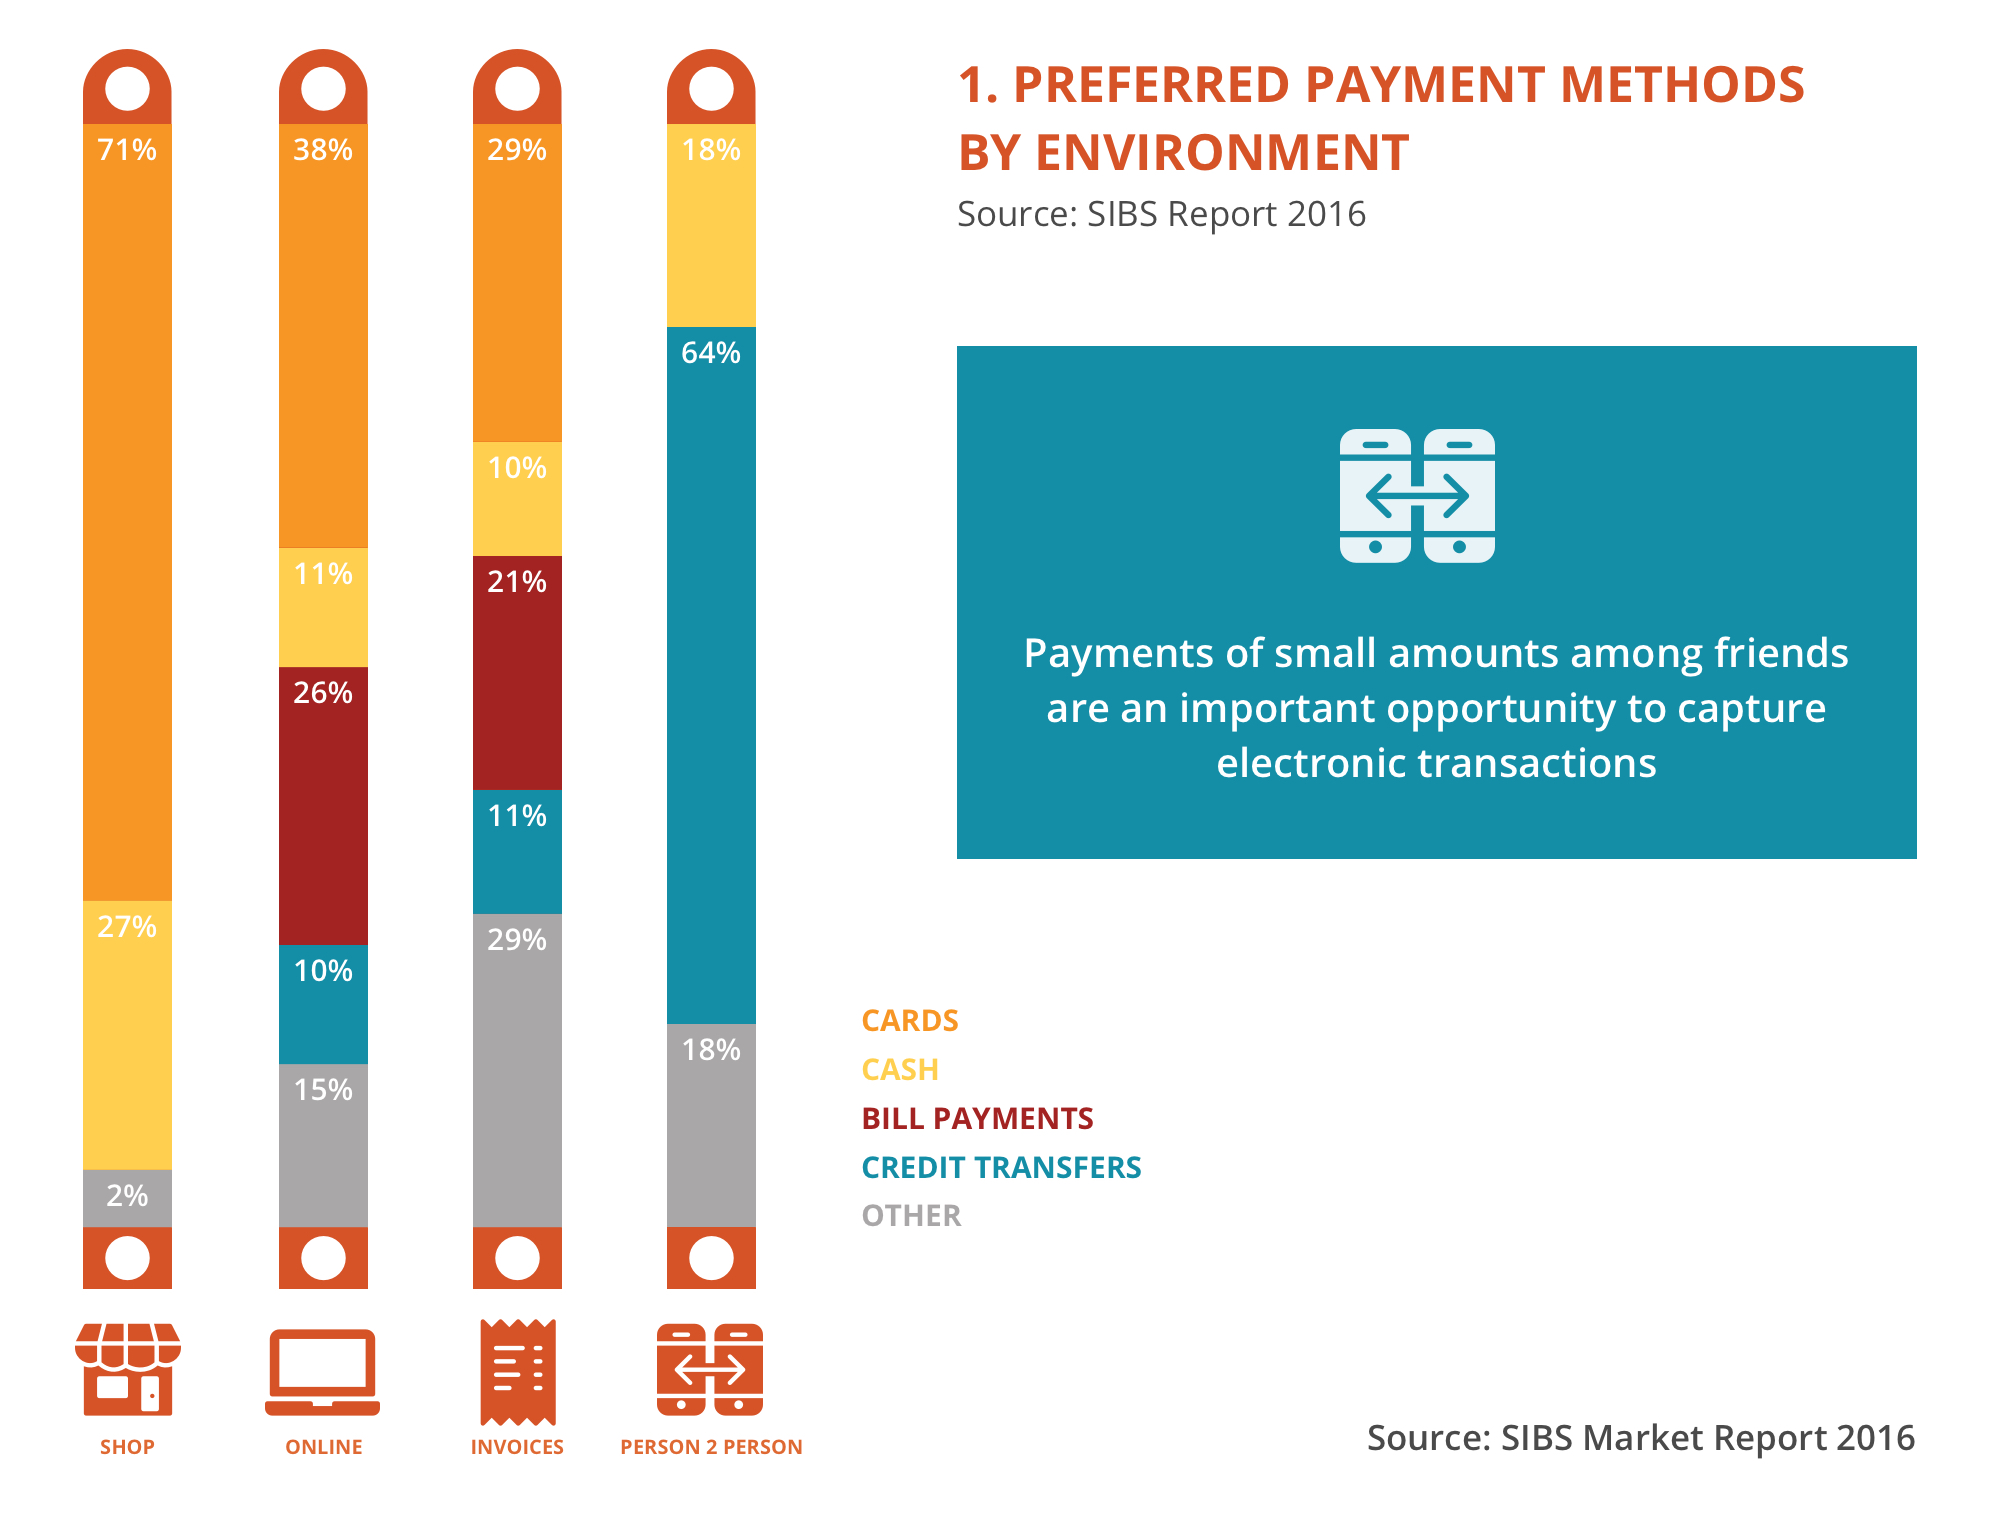 1. PREFERRED PAYMENT METHODS
BY ENVIRONMENT
Source: SIBS Report 2016
71%
27%
2%
SHOP
38%
11%
26%
10%
15%
ONLINE
29%
10%
21%
11%
29%
INVOICES
18%
64%
18%
PERSON 2 PERSON
Payments of small amounts among friends
are an important opportunity to capture
electronic transactions
CARDS
CASH
BILL PAYMENTS
CREDIT TRANSFERS
OTHER
Source: SIBS Market Report 2016